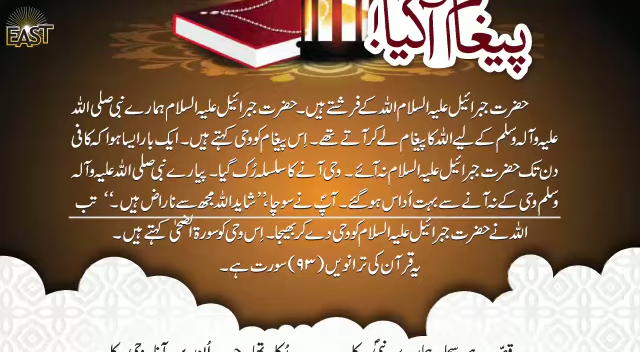 EAST
پیغام آگیا!
حضرت جبرائیل علیہ السلام اللہ کے فرشتے ہیں۔ حضرت جبرائیل علیہ السلام ہمارے نبی صلی اللہ
علیہ وآلہ وسلم کے لیے اللہ کا پیغام لے کر آتے تھے۔ اِس پیغام کو وحی کہتے ہیں۔ ایک بار ایسا ہوا کہ کافی
دن تک حضرت جبرائیل علیہ السلام نہ آئے۔ وحی آنے کا سلسلہ رُک گیا۔ پیارے نبی صلی اللہ علیہ وآلہ
وسلم وحی کے نہ آنے سے بہت اُداس ہوگئے۔ آپؐ نے سوچا: ”شاید اللہ مجھ سے ناراض ہیں۔“ تب
اللہ نے حضرت جبرائیل علیہ السلام کو وحی دے کر بھیجا۔ اِس وحی کو سورۃ الضحیٰ کہتے ہیں۔
یہ قرآن کی ترانویں (۹۳) سورت ہے۔